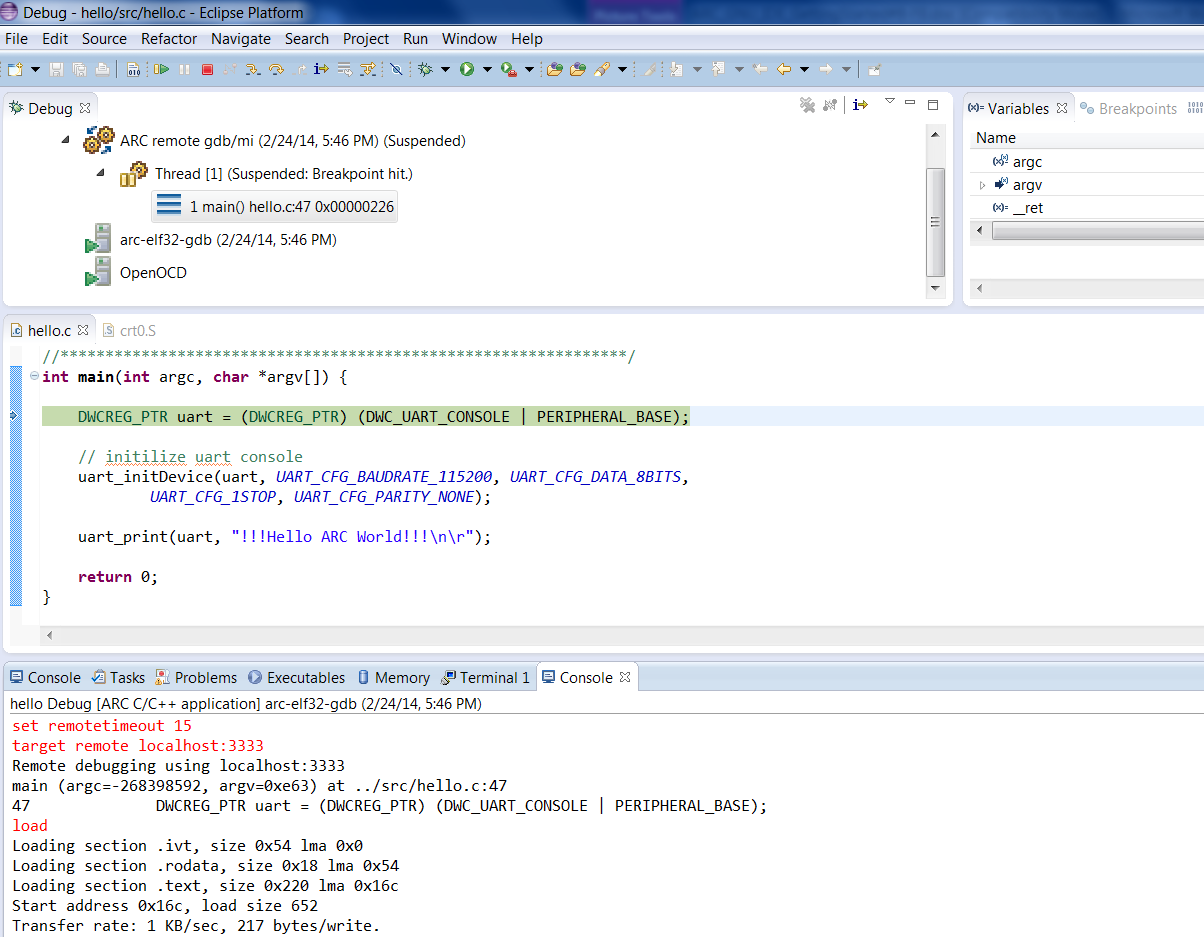 Debug - hello/src/hello.c - Eclipse Platform
File Edit Source Refactor Navigate Search Project Run Window Help
Debug
ARC remote gdb/mi (2/24/14, 5:46 PM) (Suspended)
Thread [1] (Suspended: Breakpoint hit.)
1 main() hello.c:47 0x00000226
arc-elf32-gdb (2/24/14, 5:46 PM)
OpenOCD
(x)= Variables Breakpoints
Name
argc
argv
(x)= __ret
hello.c crt0.S
//***************************************************************/
int main(int argc, char *argv[]) {
DWCREG_PTR uart = (DWCREG_PTR) (DWC_UART_CONSOLE | PERIPHERAL_BASE);
// initilize uart console
uart_initDevice(uart, UART_CFG_BAUDRATE_115200, UART_CFG_DATA_8BITS,
UART_CFG_1STOP, UART_CFG_PARITY_NONE);
uart_print(uart, "!!!Hello ARC World!!!\n\r");
return 0;
}
Console Tasks Problems Executables Memory Terminal 1 Console
hello Debug [ARC C/C++ application] arc-elf32-gdb (2/24/14, 5:46 PM)
set remotetimeout 15
target remote localhost:3333
Remote debugging using localhost:3333
main (argc=-268398592, argv=0xe63) at ../src/hello.c:47
47 DWCREG_PTR uart = (DWCREG_PTR) (DWC_UART_CONSOLE | PERIPHERAL_BASE);
load
Loading section .ivt, size 0x54 lma 0x0
Loading section .rodata, size 0x18 lma 0x54
Loading section .text, size 0x220 lma 0x16c
Start address 0x16c, load size 652
Transfer rate: 1 KB/sec, 217 bytes/write.